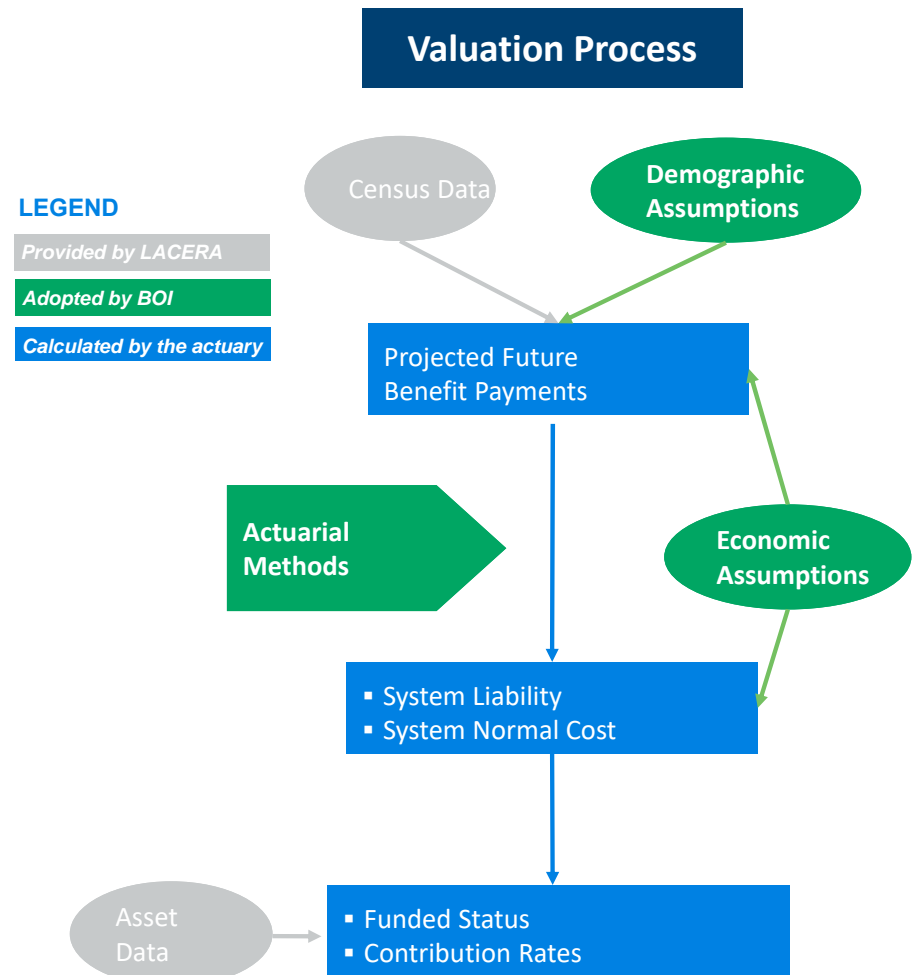 Valuation Process
Census Data
Demographic
Assumptions
LEGEND
Provided by LACERA
Adopted by BOI
Calculated by the actuary
Projected Future
Benefit Payments
Actuarial
Methods
Economic
Assumptions
▪ System Liability
▪ System Normal Cost
Asset
Data
▪ Funded Status
▪ Contribution Rates